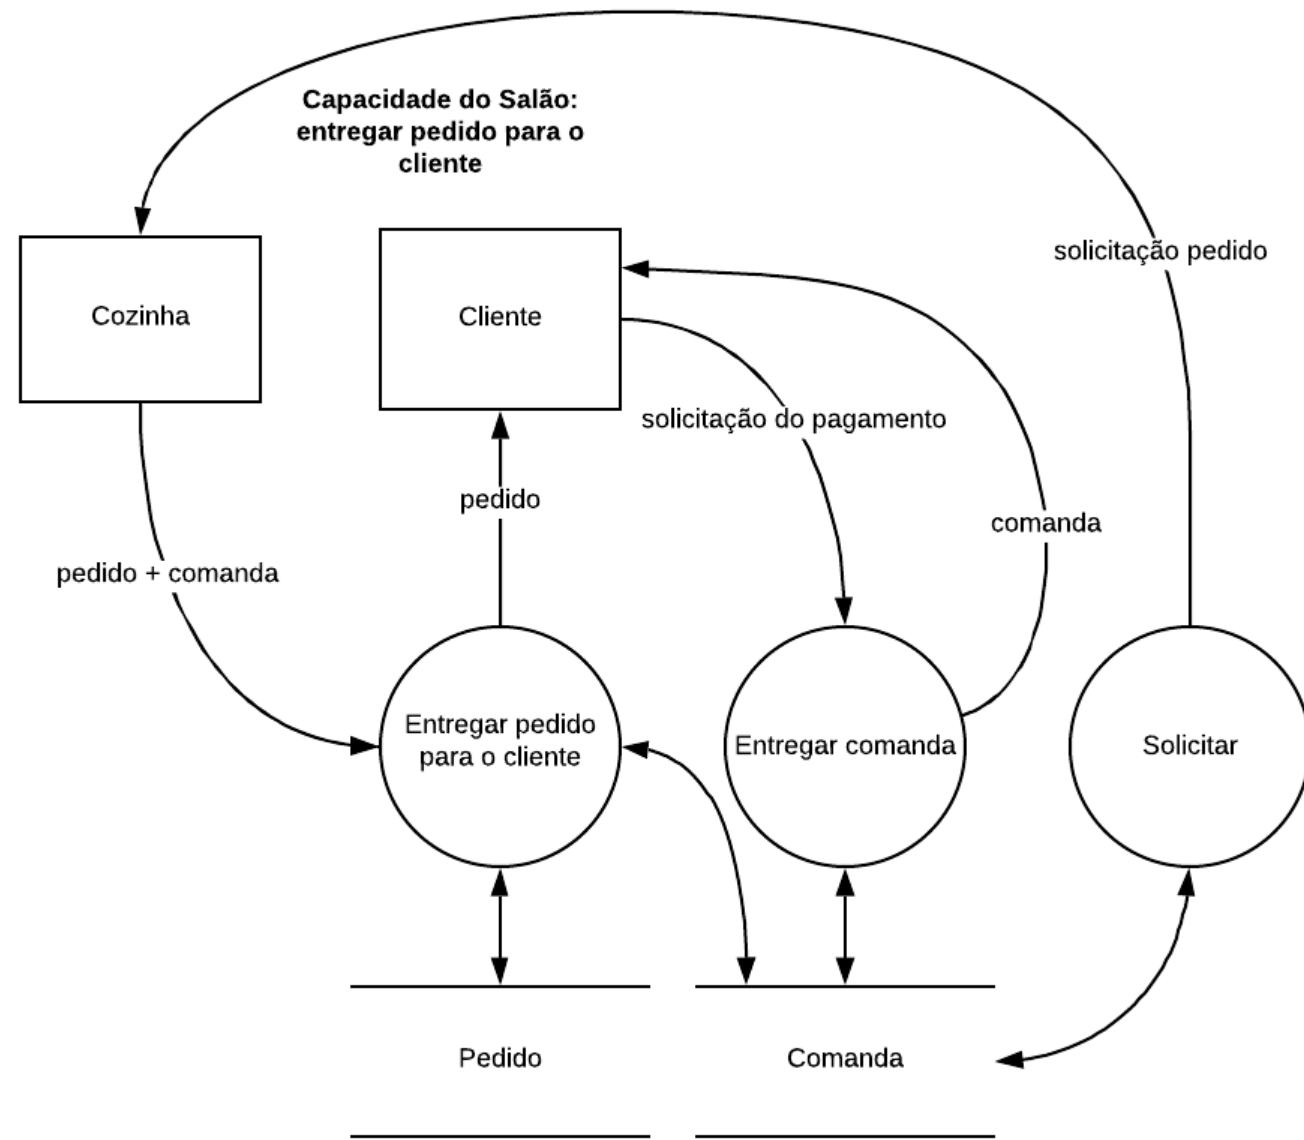 Capacidade do Salão:
entregar pedido para o
cliente
solicitação pedido
Cozinha
Cliente
solicitação do pagamento
pedido
comanda
pedido + comanda
Entregar pedido
para o cliente
Entregar comanda
Solicitar
Pedido
Comanda